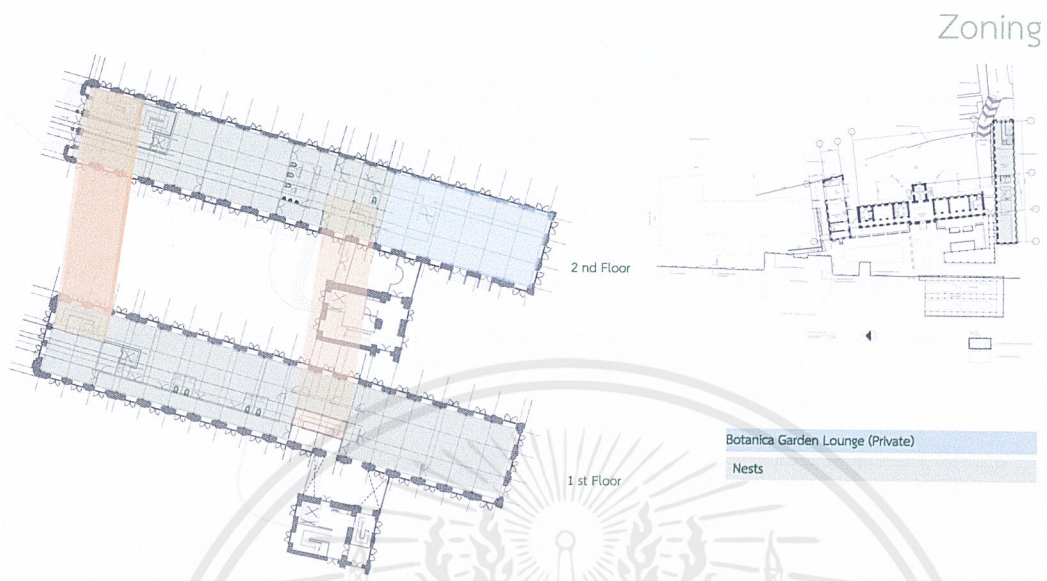 Zoning
2 nd Floor
1 st Floor
Botanica Garden Lounge (Private)
Nests